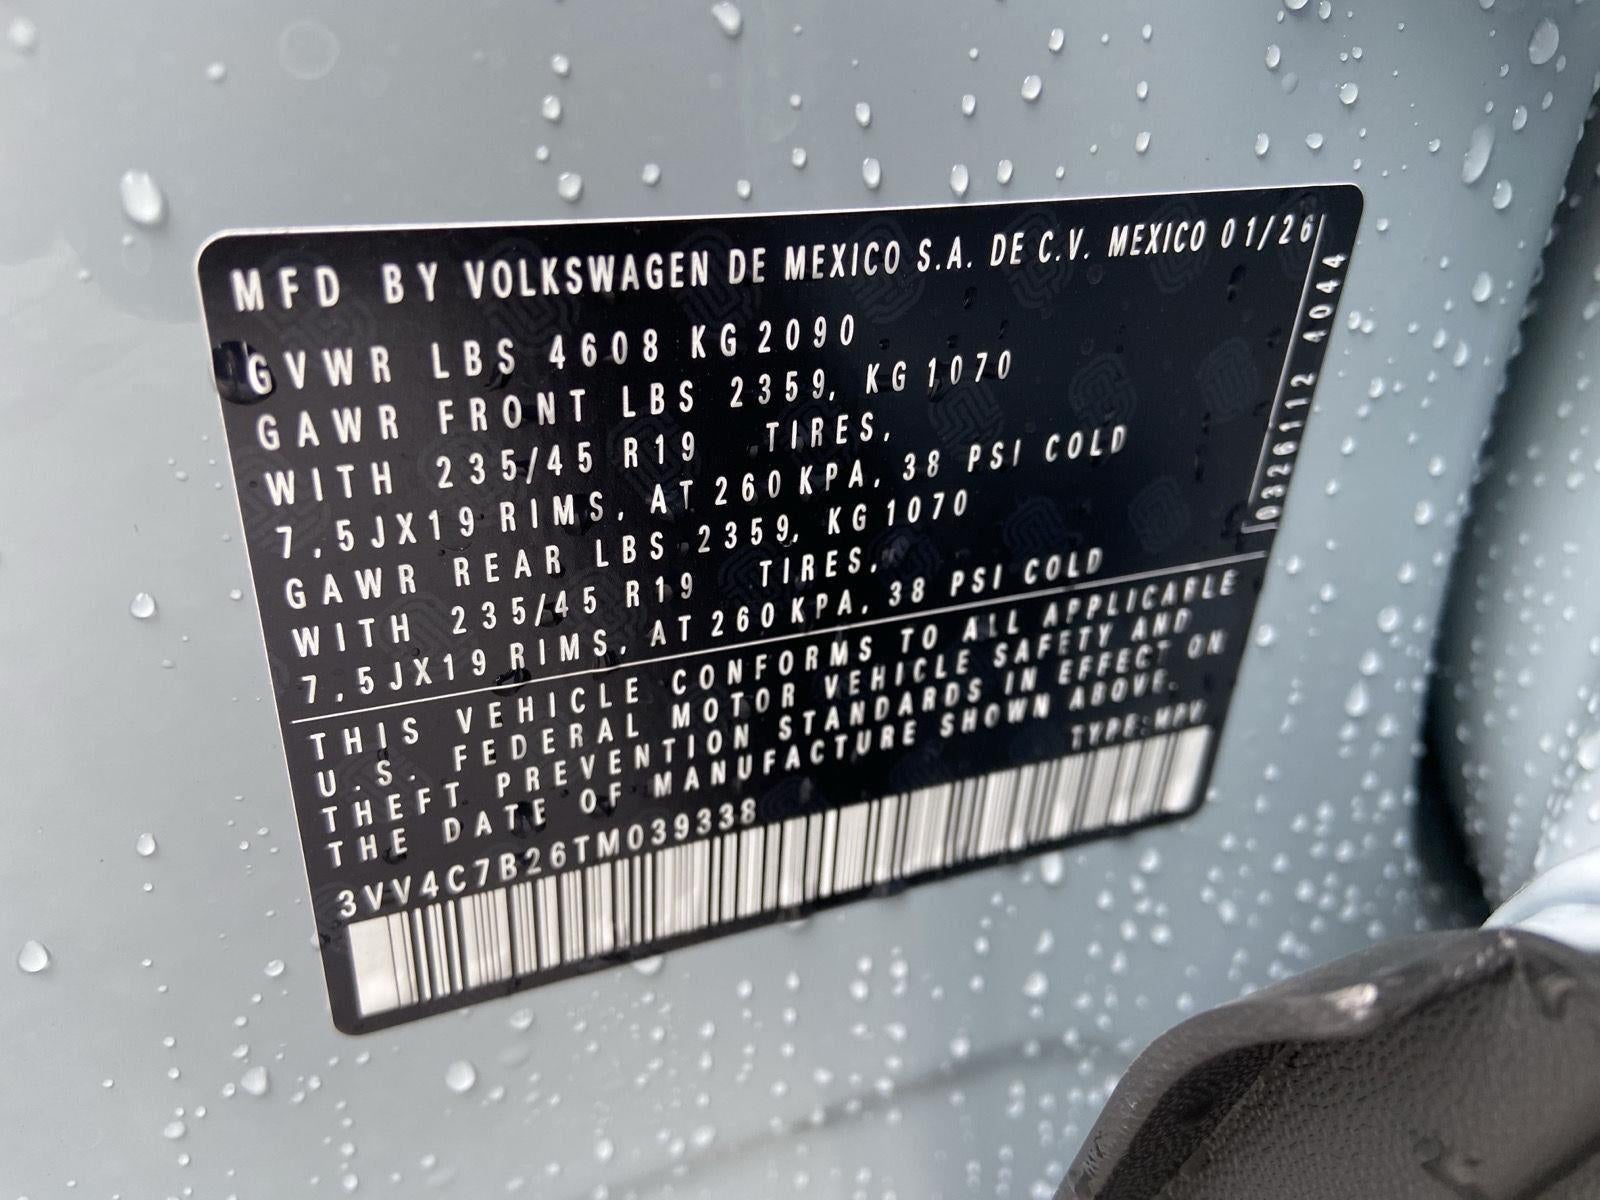 MFD BY VOLKSWAGEN DE MEXICO S.A. DE C.V. MEXICO 01/26
GVWR LBS 4608 KG 2090
GAWR FRONT LBS 2359, KG 1070
WITH 235/45 R19 TIRES,
7,5JX19 RIMS, AT 260 KPA, 38 PSI COLD
GAWR REAR LBS 2359, KG 1070
WITH 235/45 R19 TIRES,
7,5JX19 RIMS, AT 260 KPA, 38 PSI COLD
THIS VEHICLE CONFORMS TO ALL APPLICABLE
U.S. FEDERAL MOTOR VEHICLE SAFETY AND
THEFT PREVENTION STANDARDS IN EFFECT ON
THE DATE OF MANUFACTURE SHOWN ABOVE.
TYPE: MPV
3VV4C7B26TM039338
0326112 4044